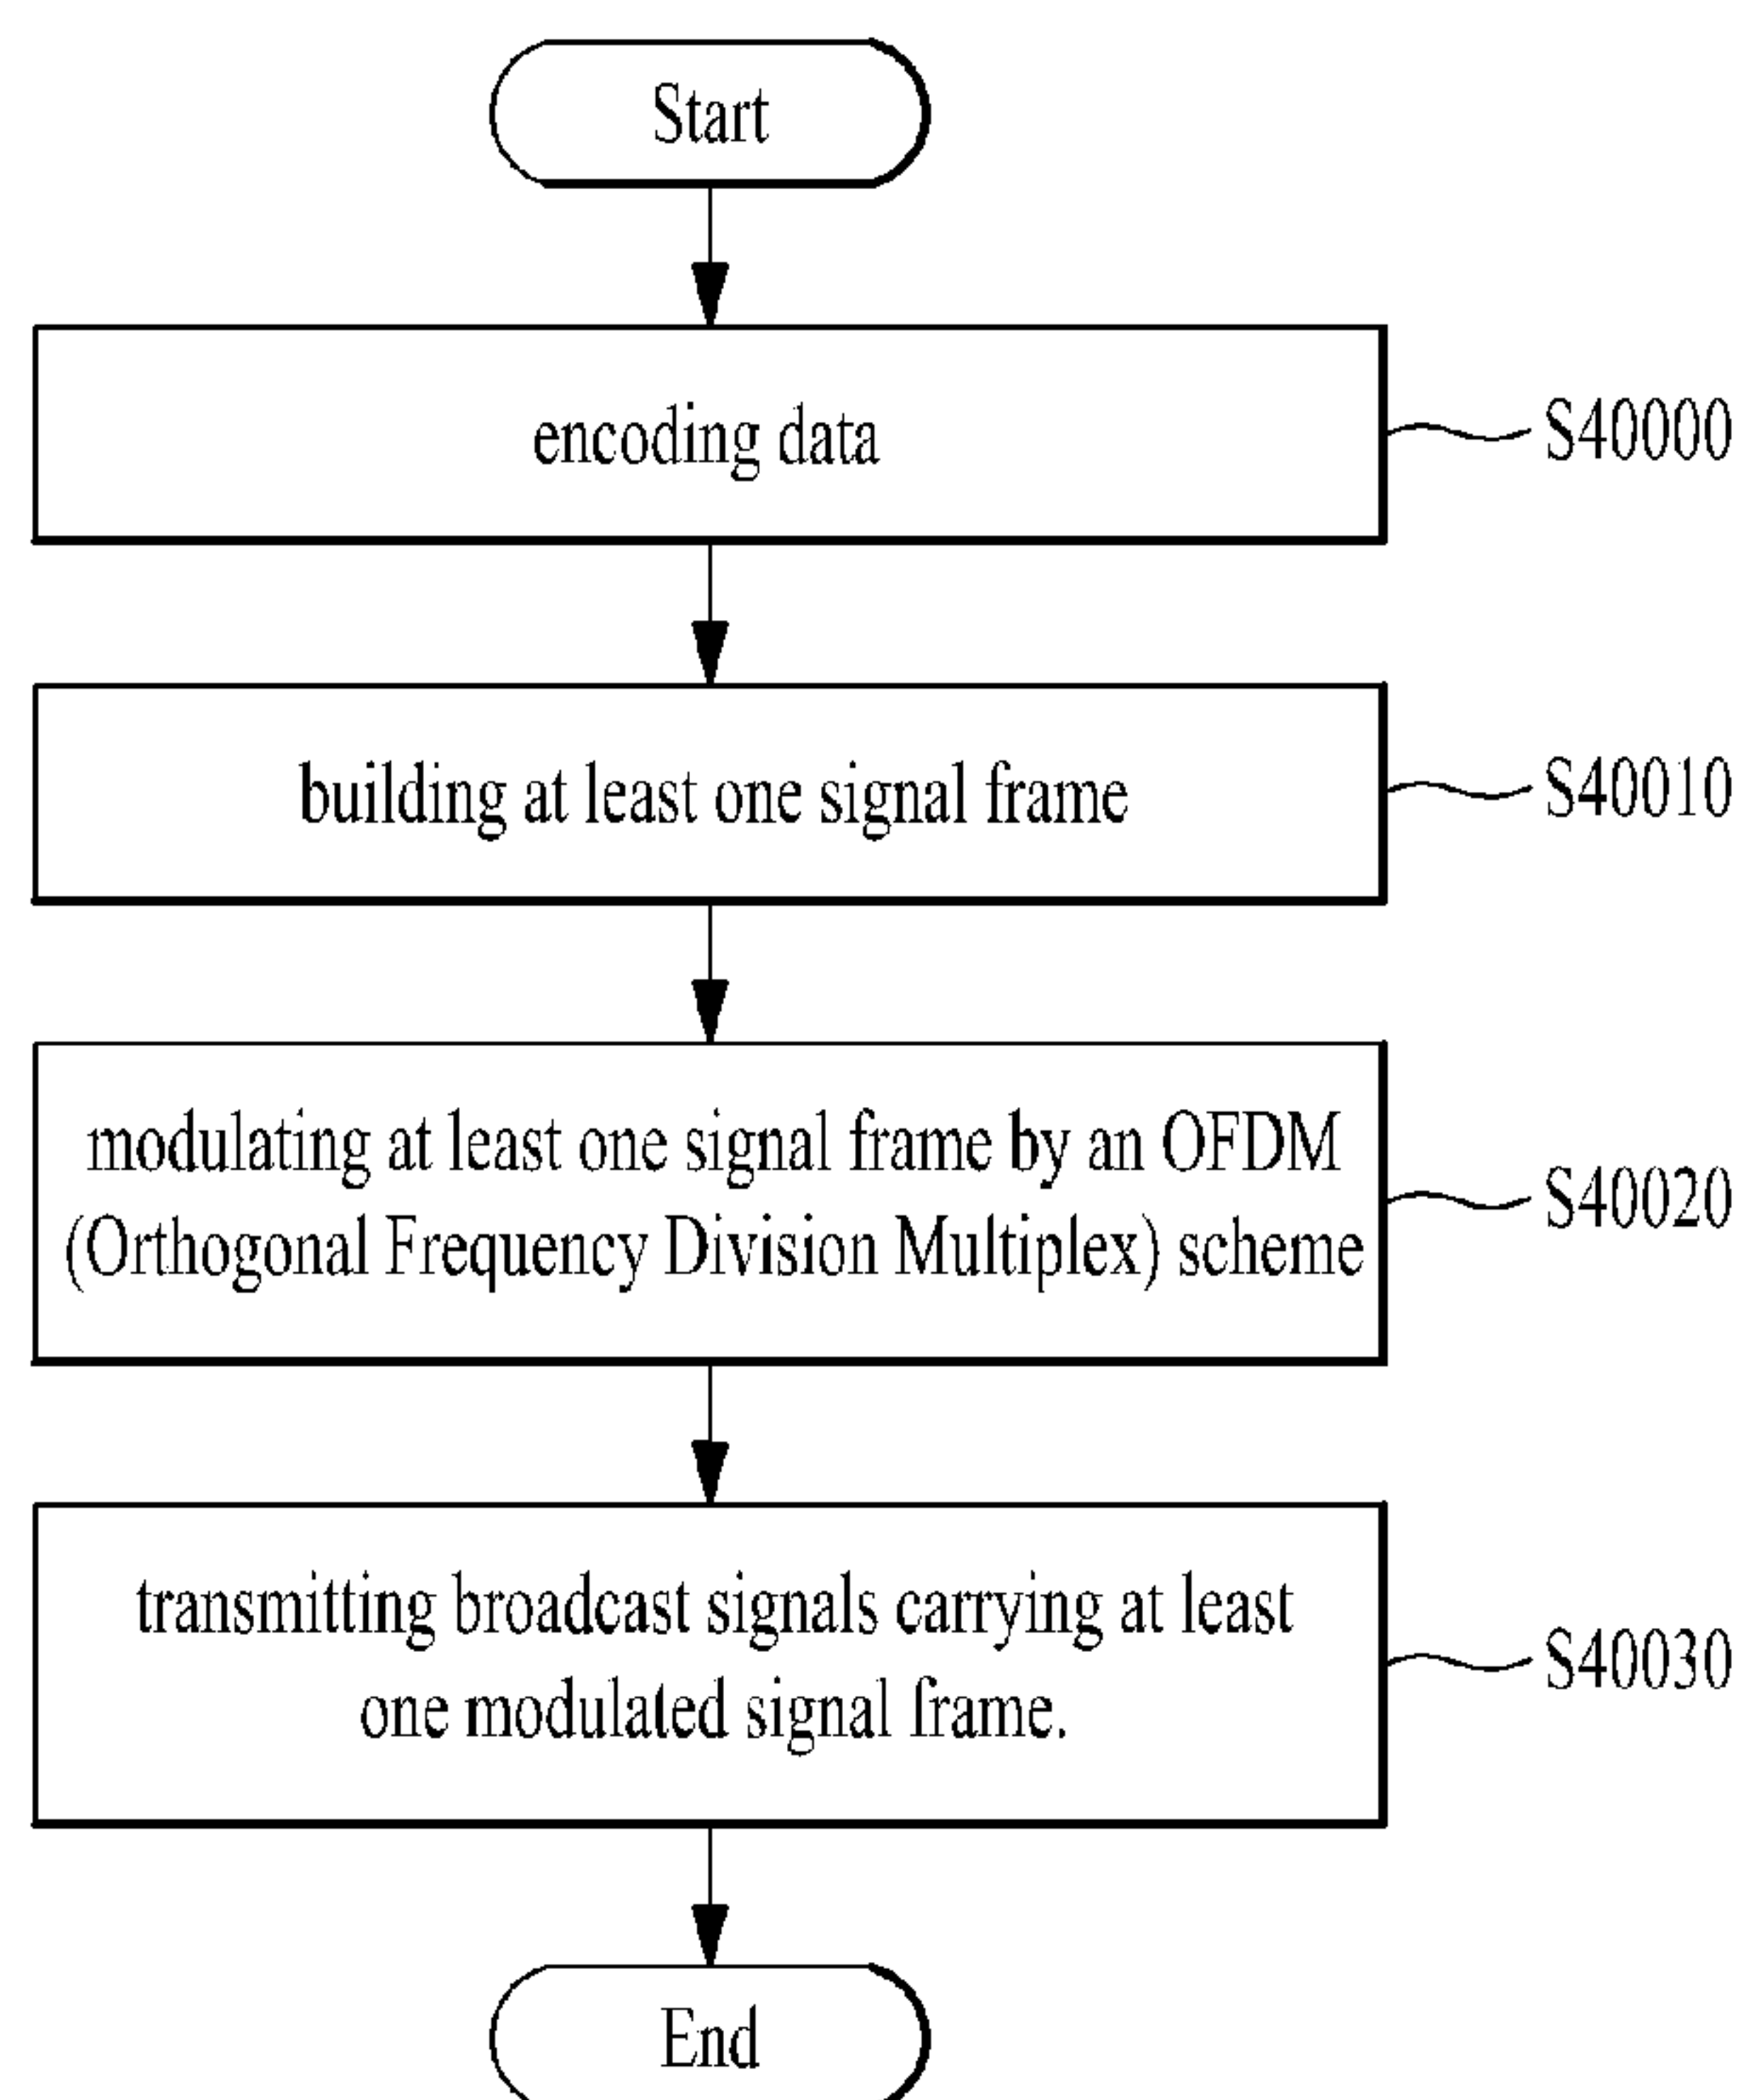 Start
encoding data
S40000
building at least one signal frame
S40010
modulating at least one signal frame by an OFDM
(Orthogonal Frequency Division Multiplex) scheme
S40020
transmitting broadcast signals carrying at least
one modulated signal frame.
S40030
End